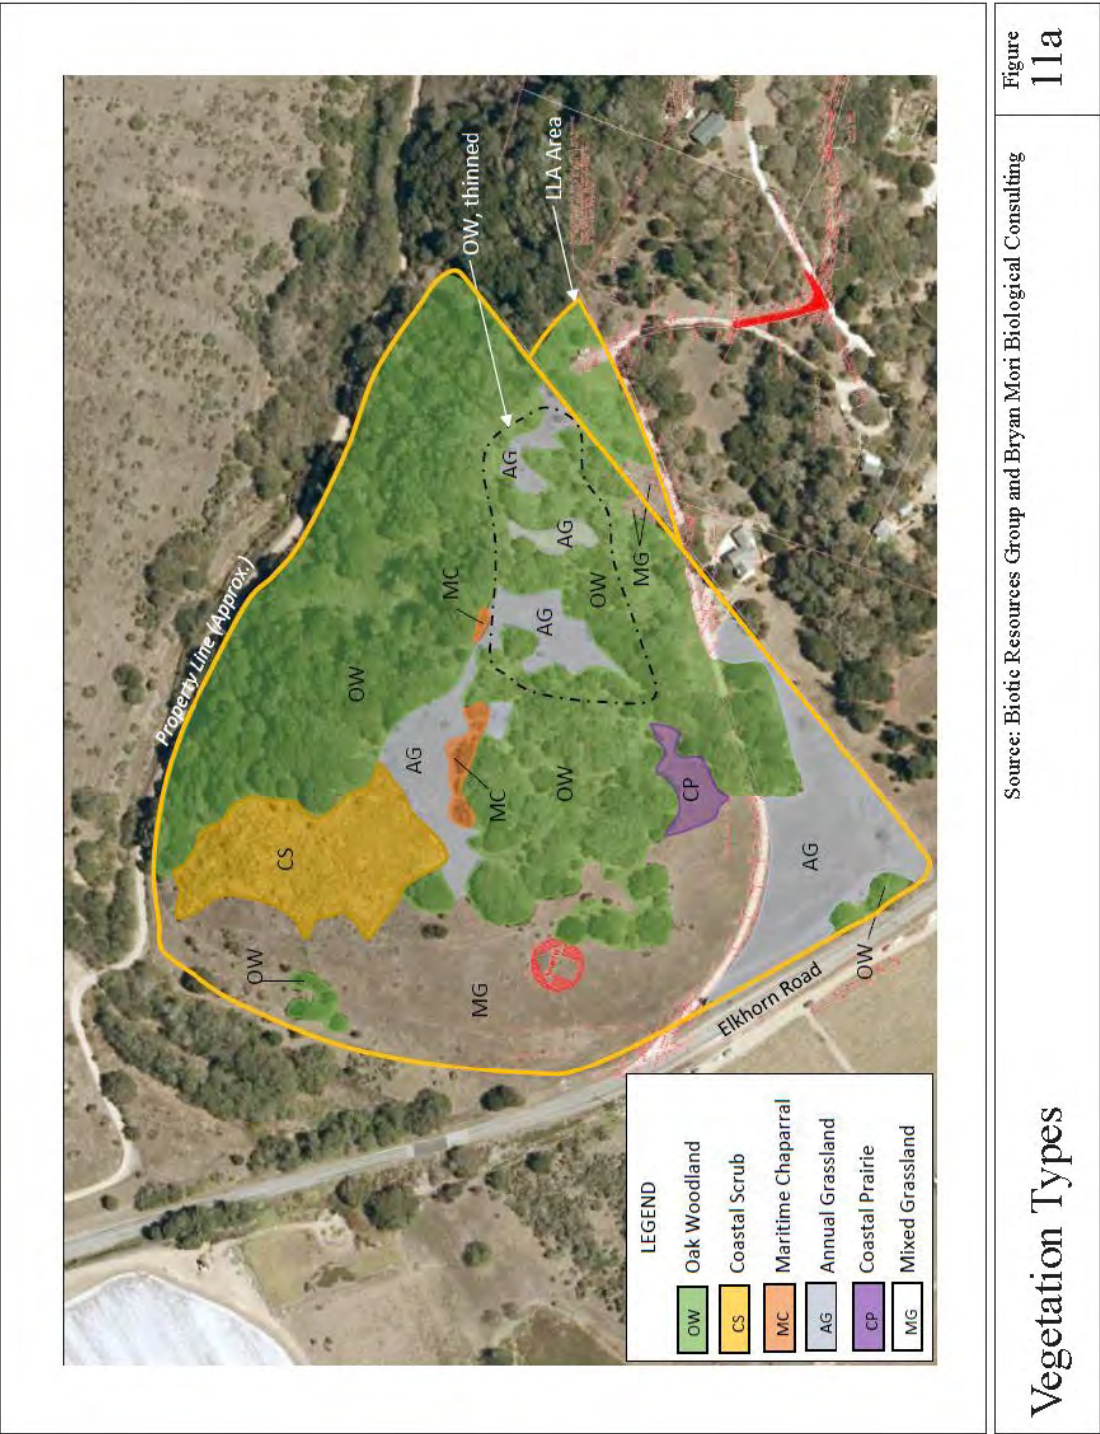 Property Line (Approx.)
OW, thinned
LLA Area
OW
CS
OW
AG
MC
MC
AG
AG
AG
OW
OW
MG
MG
CP
AG
OW
Elkhorn Road
LEGEND
OW Oak Woodland
CS Coastal Scrub
MC Maritime Chaparral
AG Annual Grassland
CP Coastal Prairie
MG Mixed Grassland
Source: Biotic Resources Group and Bryan Mori Biological Consulting
Vegetation Types
Figure
11a